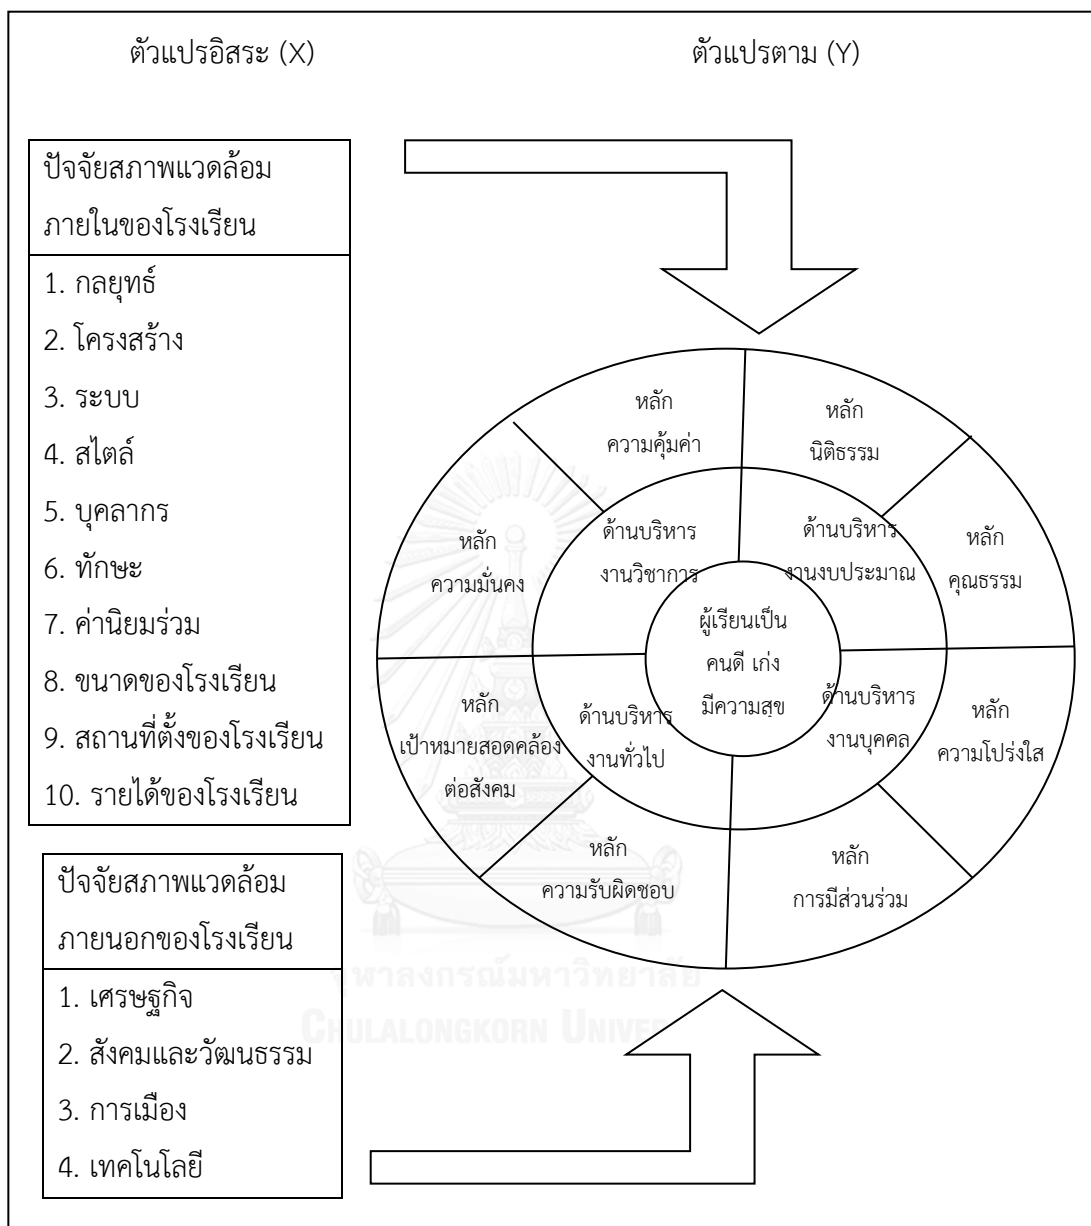 ตัวแปรอิสระ (X)
ตัวแปรตาม (Y)
ปัจจัยสภาพแวดล้อม
ภายในของโรงเรียน
1. กลยุทธ์
2. โครงสร้าง
3. ระบบ
4. สไตล์
5. บุคลากร
6. ทักษะ
7. ค่านิยมร่วม
8. ขนาดของโรงเรียน
9. สถานที่ตั้งของโรงเรียน
10. รายได้ของโรงเรียน
ปัจจัยสภาพแวดล้อม
ภายนอกของโรงเรียน
1. เศรษฐกิจ
2. สังคมและวัฒนธรรม
3. การเมือง
4. เทคโนโลยี
หลัก
ความคุ้มค่า
หลัก
นิติธรรม
หลัก
คุณธรรม
หลัก
ความโปร่งใส
หลัก
การมีส่วนร่วม
หลัก
ความรับผิดชอบ
หลัก
เป้าหมายสอดคล้อง
ต่อสังคม
หลัก
ความมั่นคง
ด้านบริหาร
งานวิชาการ
ด้านบริหาร
งานงบประมาณ
ด้านบริหาร
งานบุคคล
ด้านบริหาร
งานทั่วไป
ผู้เรียนเป็น
คนดี เก่ง
มีความสุข
จุฬาลงกรณ์มหาวิทยาลัย
CHULALONGKORN